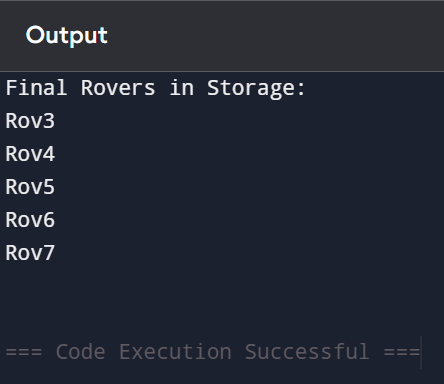 Output
Final Rovers in Storage:
Rov3
Rov4
Rov5
Rov6
Rov7
=== Code Execution Successful ===